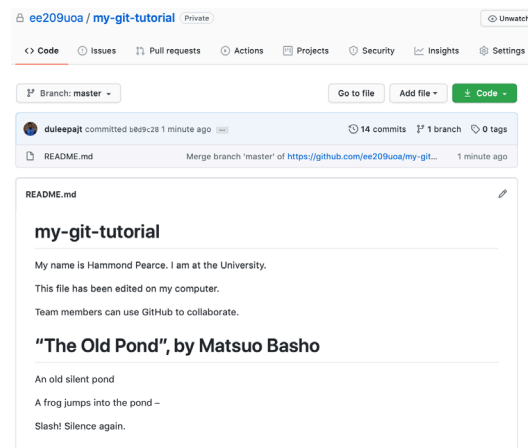 ee209uoa / my-git-tutorial Private
Unwatch
Code Issues Pull requests Actions Projects Security Insights Settings
Branch: master Go to file Add file Code
duleepajt committed b0d9c28 1 minute ago 14 commits 1 branch 0 tags
README.md Merge branch 'master' of https://github.com/ee209uoa/my-git... 1 minute ago
README.md
my-git-tutorial
My name is Hammond Pearce. I am at the University.
This file has been edited on my computer.
Team members can use GitHub to collaborate.
“The Old Pond”, by Matsuo Basho
An old silent pond
A frog jumps into the pond –
Slash! Silence again.